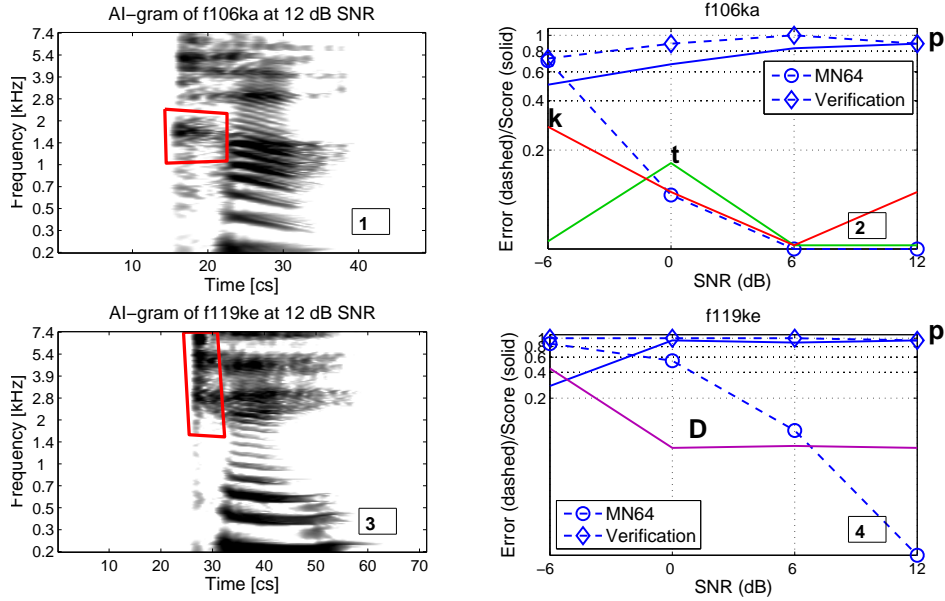 AI−gram of f106ka at 12 dB SNR
7.4
5.4
3.9
2.8
2
1.4
1
0.7
0.5
0.3
0.2
Frequency [kHz]
10 20 30 40
Time [cs]
1
f106ka
1
0.8
0.6
0.4
0.2
Error (dashed)/Score (solid)
p
MN64
Verification
k
t
2
−6 0 6 12
SNR (dB)
AI−gram of f119ke at 12 dB SNR
7.4
5.4
3.9
2.8
2
1.4
1
0.7
0.5
0.3
0.2
Frequency [kHz]
10 20 30 40 50 60 70
Time [cs]
3
f119ke
1
0.8
0.6
0.4
0.2
Error (dashed)/Score (solid)
p
D
MN64
Verification
4
−6 0 6 12
SNR (dB)